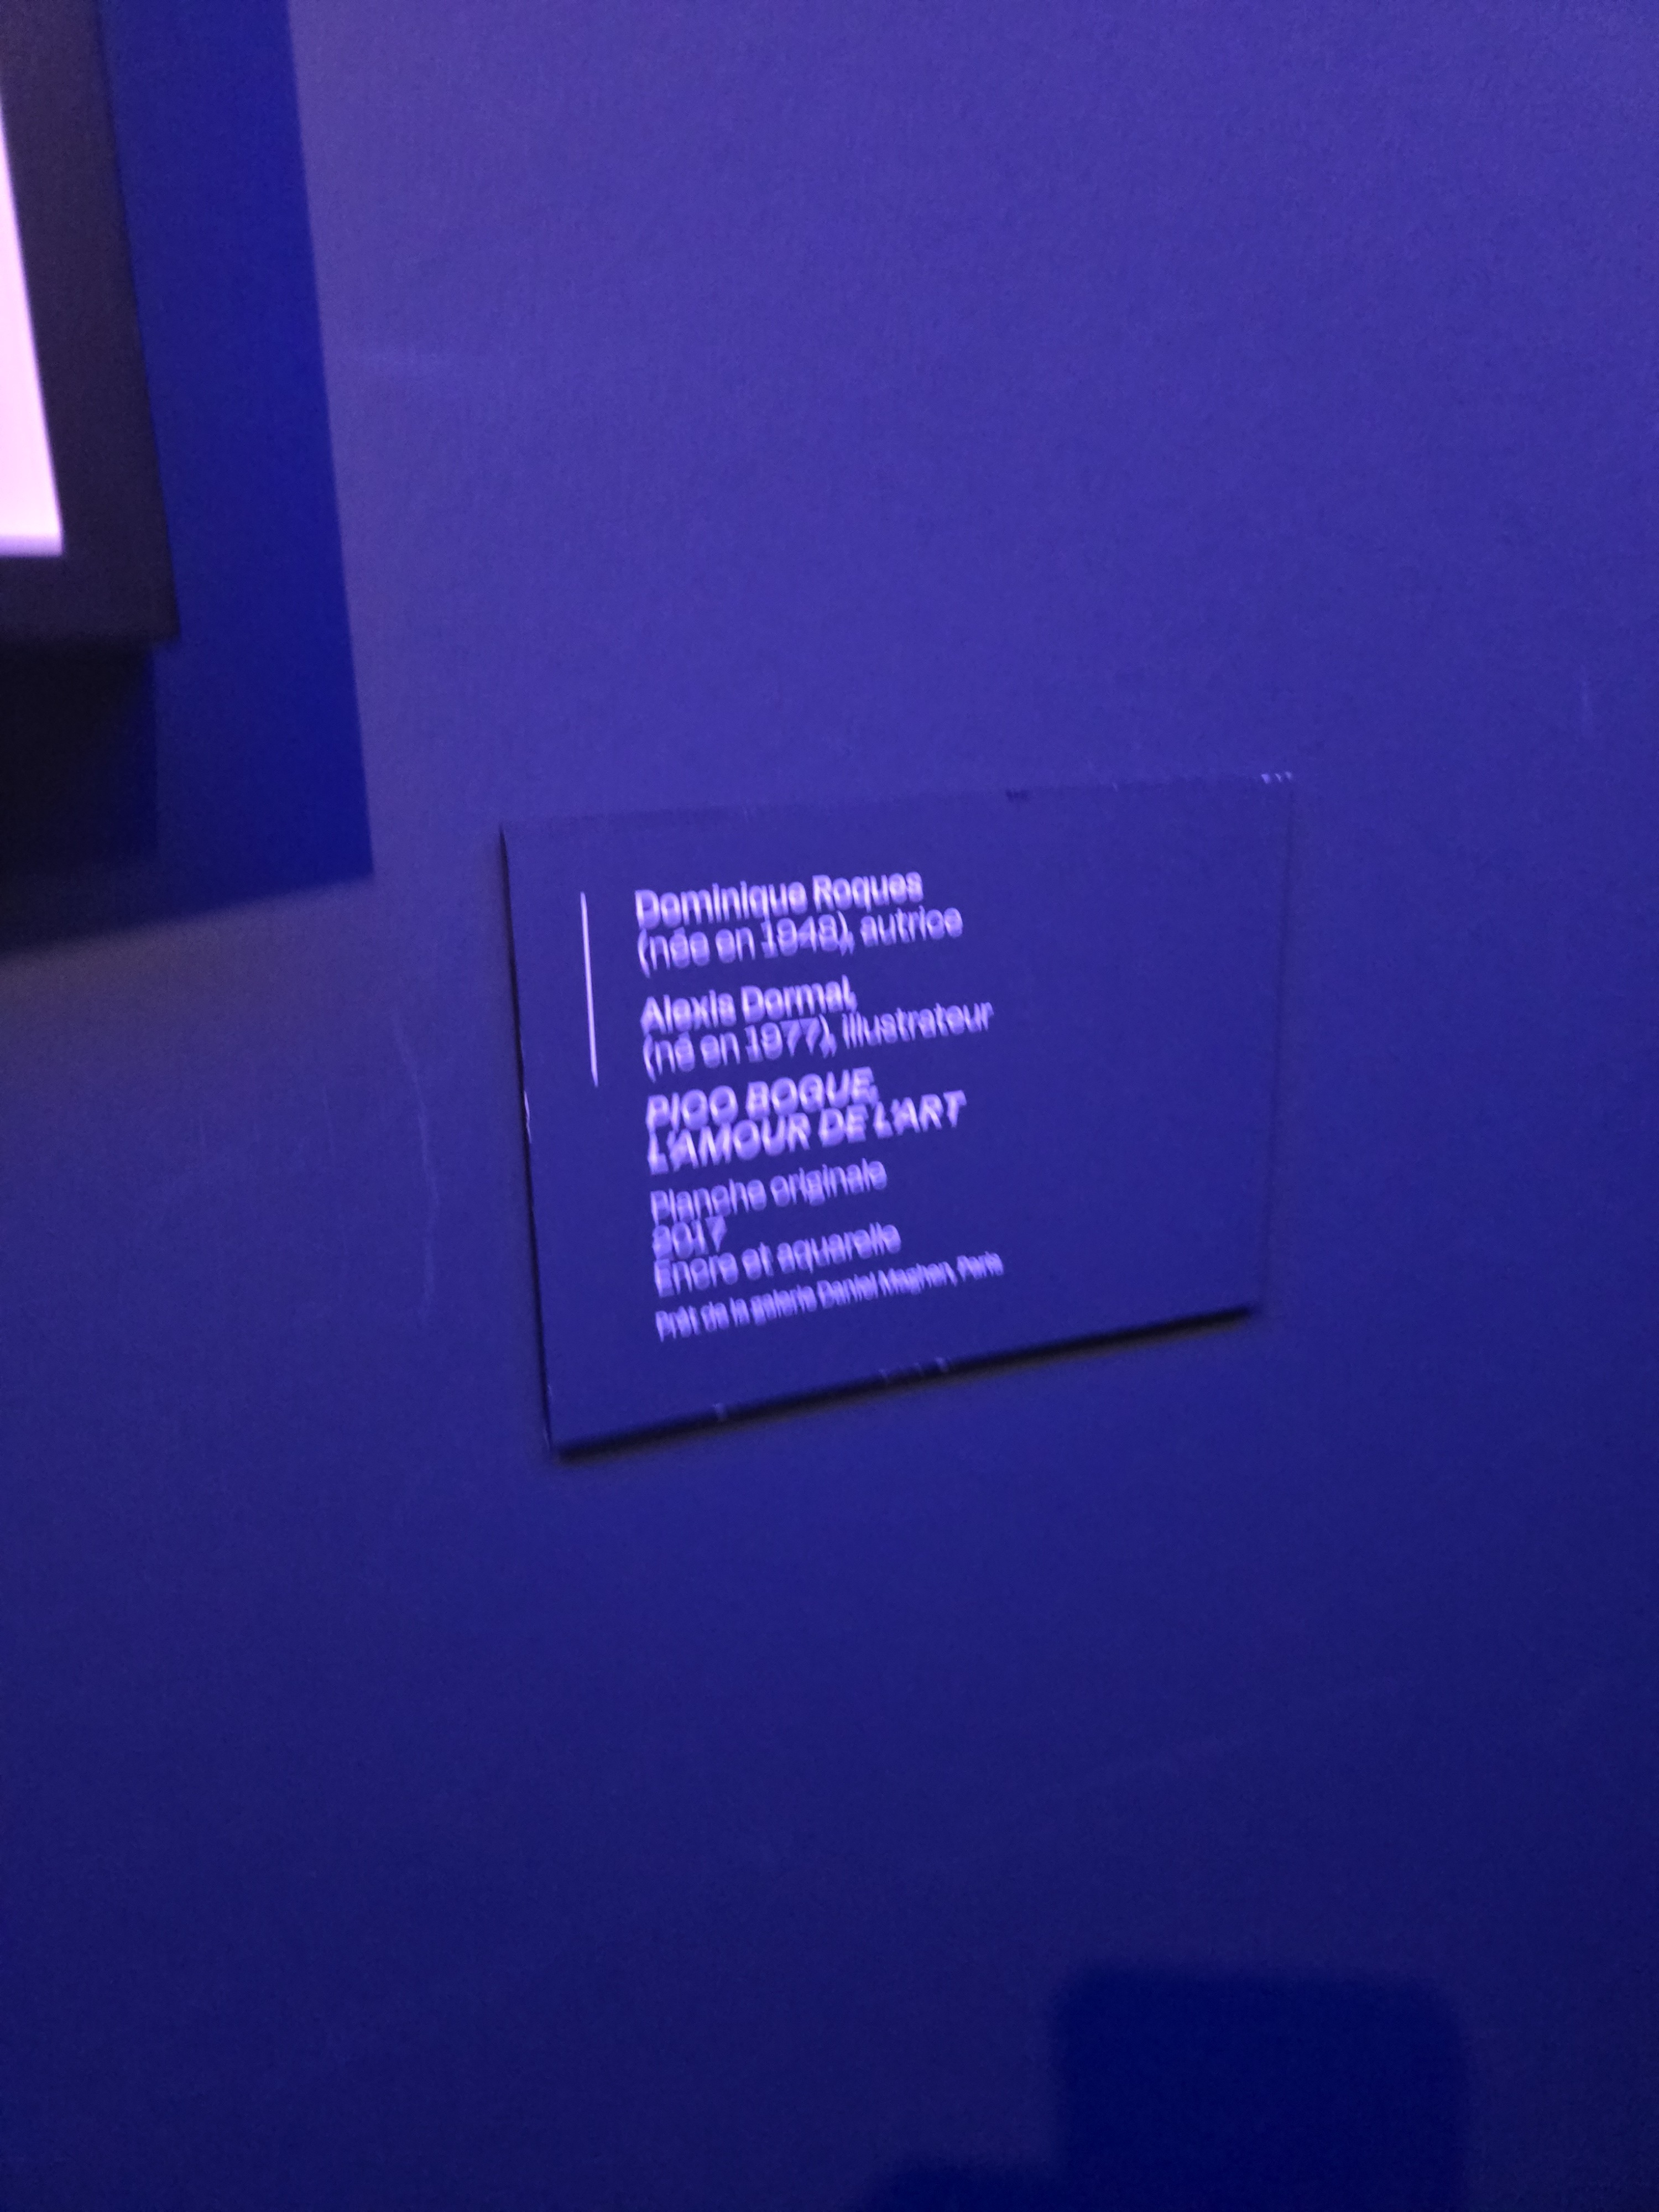 Dominique Roques
(née en 1948), autrice
Alexis Dormal,
(né en 1977), illustrateur
PICO BOGUE,
L'AMOUR DE L'ART
Planche originale
2017
Encre et aquarelle
Prêt de la galerie Daniel Maghen, Paris